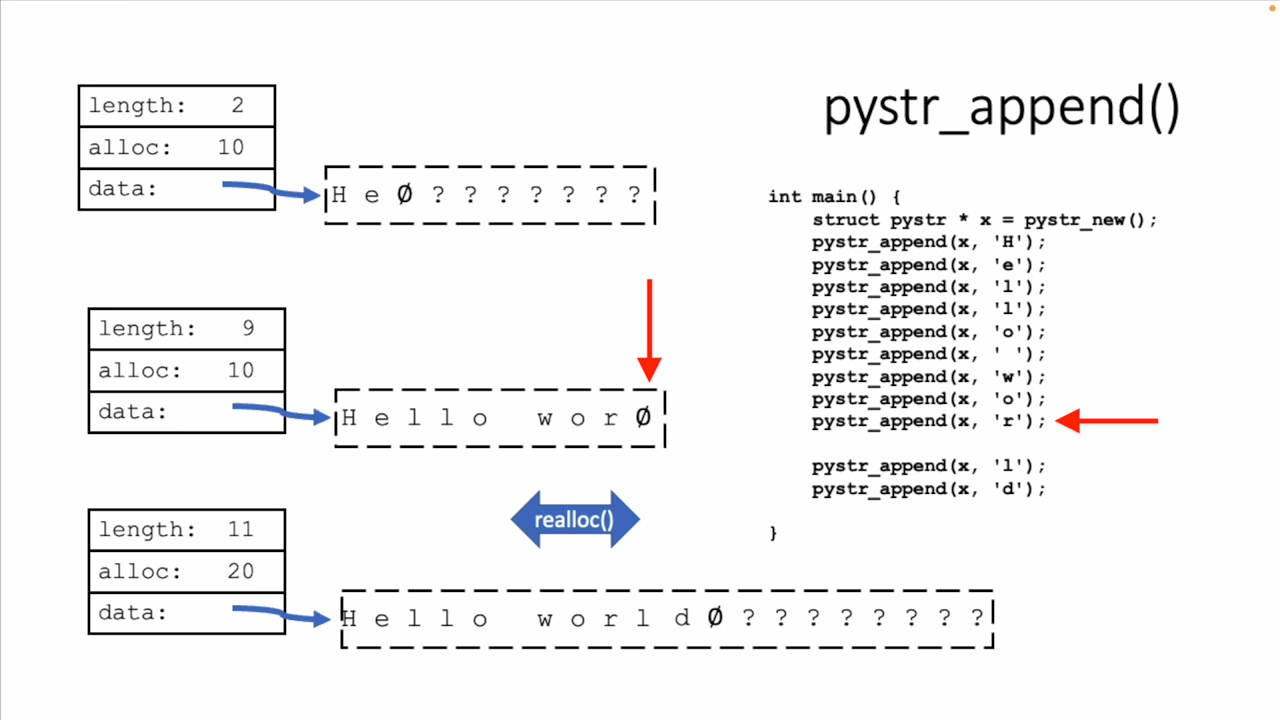 pystr_append()
length: 2
alloc: 10
data:
H e Ø ? ? ? ? ? ? ?
length: 9
alloc: 10
data:
H e l l o   w o r Ø
realloc()
length: 11
alloc: 20
data:
H e l l o   w o r l d Ø ? ? ? ? ? ? ? ?
int main() {
    struct pystr * x = pystr_new();
    pystr_append(x, 'H');
    pystr_append(x, 'e');
    pystr_append(x, 'l');
    pystr_append(x, 'l');
    pystr_append(x, 'o');
    pystr_append(x, ' ');
    pystr_append(x, 'w');
    pystr_append(x, 'o');
    pystr_append(x, 'r');
    pystr_append(x, 'l');
    pystr_append(x, 'd');
}